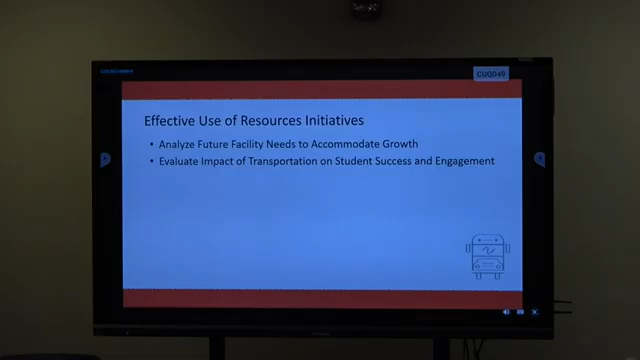 CUQD49
Effective Use of Resources Initiatives
• Analyze Future Facility Needs to Accommodate Growth
• Evaluate Impact of Transportation on Student Success and Engagement